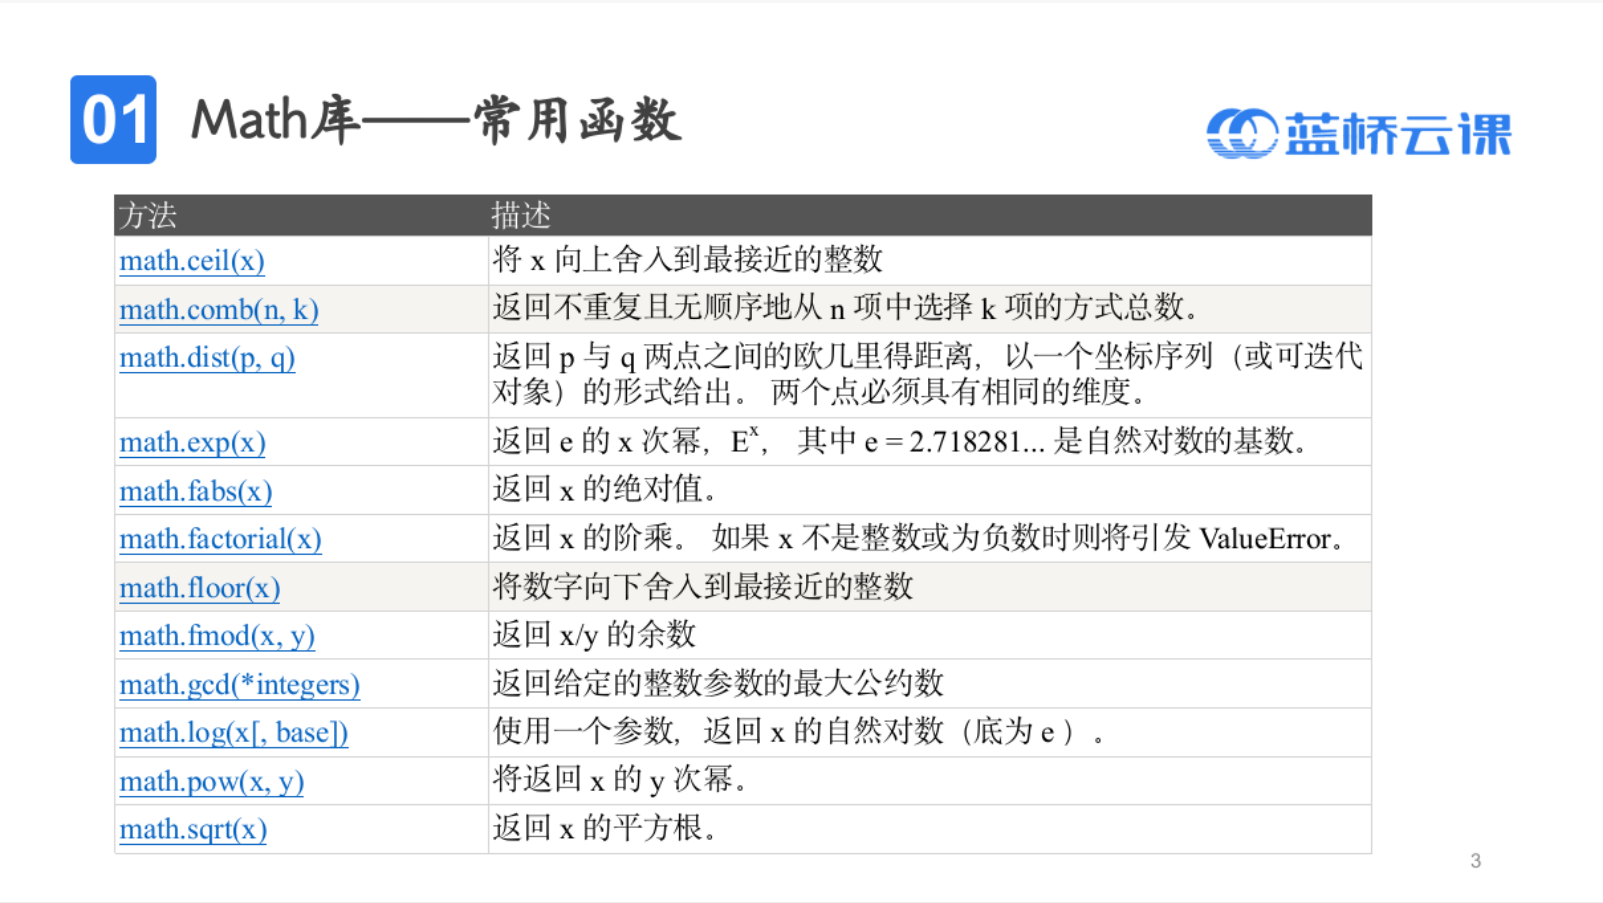 01 Math库——常用函数
蓝桥云课
方法 描述
math.ceil(x) 将 x 向上舍入到最接近的整数
math.comb(n, k) 返回不重复且无顺序地从 n 项中选择 k 项的方式总数。
math.dist(p, q) 返回 p 与 q 两点之间的欧几里得距离，以一个坐标序列（或可迭代
对象）的形式给出。 两个点必须具有相同的维度。
math.exp(x) 返回 e 的 x 次幂，Eˣ， 其中 e = 2.718281... 是自然对数的基数。
math.fabs(x) 返回 x 的绝对值。
math.factorial(x) 返回 x 的阶乘。 如果 x 不是整数或为负数时则将引发 ValueError。
math.floor(x) 将数字向下舍入到最接近的整数
math.fmod(x, y) 返回 x/y 的余数
math.gcd(*integers) 返回给定的整数参数的最大公约数
math.log(x[, base]) 使用一个参数，返回 x 的自然对数（底为 e ）。
math.pow(x, y) 将返回 x 的 y 次幂。
math.sqrt(x) 返回 x 的平方根。
3